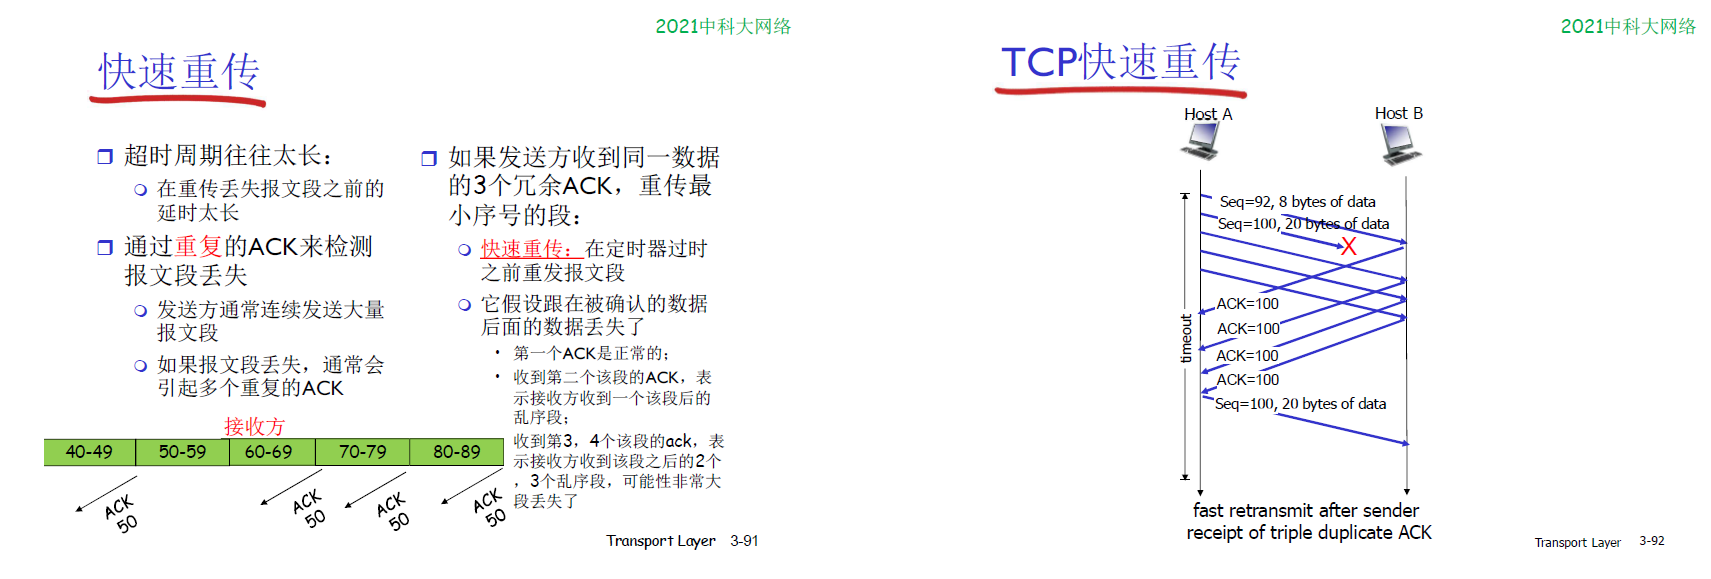 2021中科大网络
快速重传
超时周期往往太长：
在重传丢失报文段之前的
延时太长
通过重复的ACK来检测
报文段丢失
发送方通常连续发送大量
报文段
如果报文段丢失，通常会
引起多个重复的ACK
如果发送方收到同一数据
的3个冗余ACK，重传最
小序号的段：
快速重传：在定时器过时
之前重发报文段
它假设跟在被确认的数据
后面的数据丢失了
第一个ACK是正常的；
收到第二个该段的ACK，表
示接收方收到一个该段后的
乱序段；
收到第3，4个该段的ack，表
示接收方收到该段之后的2个
，3个乱序段，可能性非常大
段丢失了
接收方
40-49 50-59 60-69 70-79 80-89
ACK
50
ACK
50
ACK
50
ACK
50
Transport Layer 3-91
2021中科大网络
TCP快速重传
Host A
Host B
Seq=92, 8 bytes of data
Seq=100, 20 bytes of data
X
ACK=100
ACK=100
ACK=100
ACK=100
timeout
Seq=100, 20 bytes of data
fast retransmit after sender
receipt of triple duplicate ACK
Transport Layer 3-92